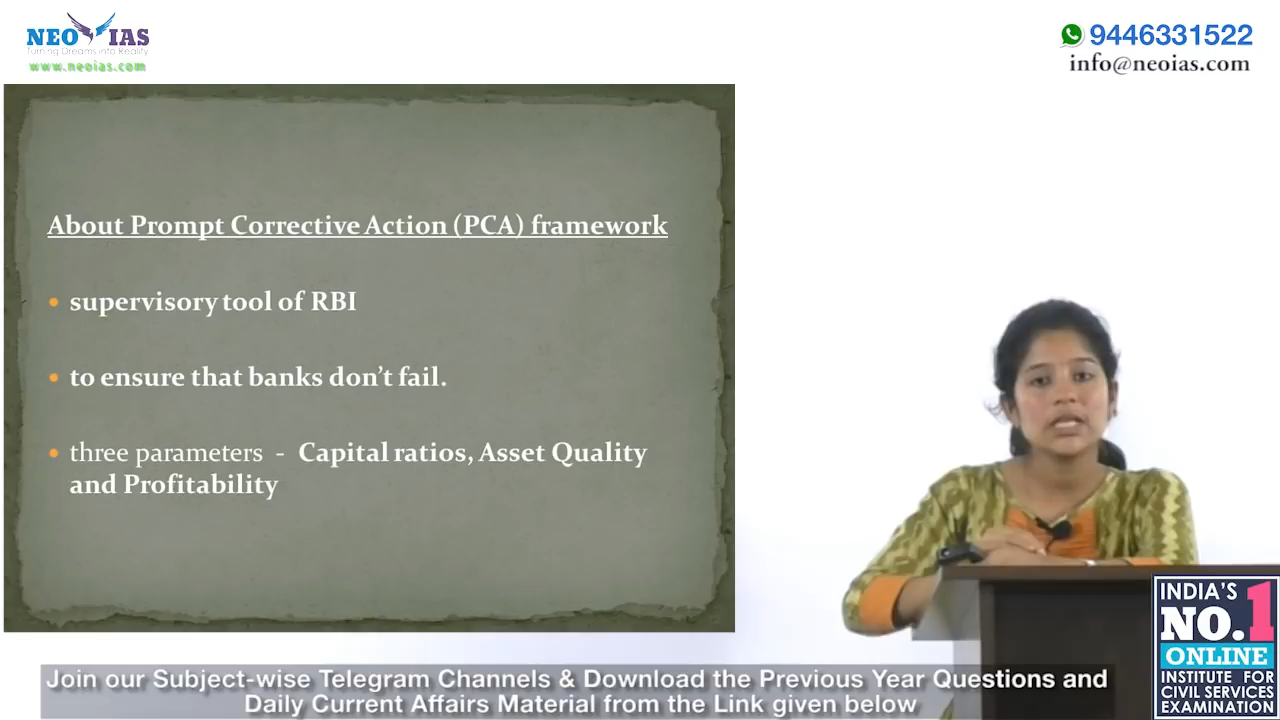 NEO IAS
Turning Dreams into Reality
www.neoias.com
9446331522
info@neoias.com
About Prompt Corrective Action (PCA) framework
• supervisory tool of RBI
• to ensure that banks don't fail.
• three parameters - Capital ratios, Asset Quality
and Profitability
INDIA'S
NO.1
ONLINE
INSTITUTE FOR
CIVIL SERVICES
EXAMINATION
Join our Subject-wise Telegram Channels & Download the Previous Year Questions and
Daily Current Affairs Material from the Link given below